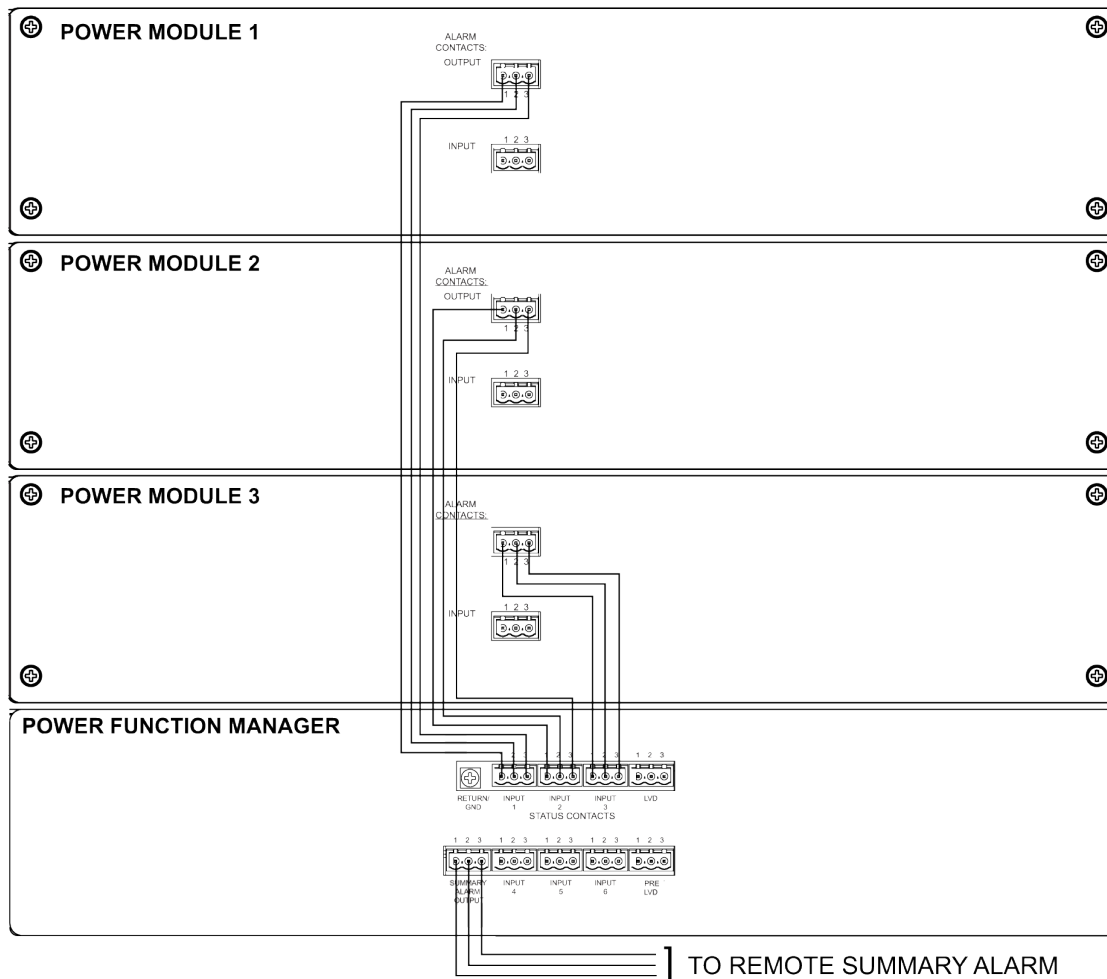 POWER MODULE 1
ALARM
CONTACTS:
OUTPUT
1 2 3
1 2 3
INPUT
POWER MODULE 2
ALARM
CONTACTS:
OUTPUT
1 2 3
1 2 3
INPUT
POWER MODULE 3
ALARM
CONTACTS:
1 2 3
1 2 3
INPUT
POWER FUNCTION MANAGER
1 2 3 1 2 3 1 2 3 1 2 3
RETURN/ INPUT INPUT INPUT LVD
GND 1 2 3
STATUS CONTACTS
1 2 3 1 2 3 1 2 3 1 2 3 1 2 3
SUMMARY INPUT INPUT INPUT PRE
ALARM 4 5 6 LVD
OUTPUT
TO REMOTE SUMMARY ALARM